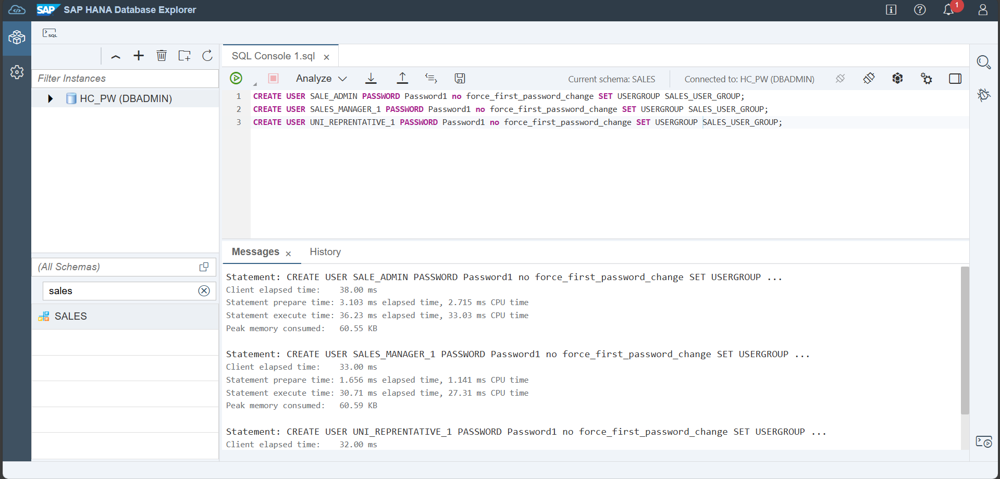 SAP SAP HANA Database Explorer
1
SQL
SQL Console 1.sql
Filter Instances
HC_PW (DBADMIN)
Analyze
Current schema: SALES
Connected to: HC_PW (DBADMIN)
1 CREATE USER SALE_ADMIN PASSWORD Password1 no force_first_password_change SET USERGROUP SALES_USER_GROUP;
2 CREATE USER SALES_MANAGER_1 PASSWORD Password1 no force_first_password_change SET USERGROUP SALES_USER_GROUP;
3 CREATE USER UNI_REPRENTATIVE_1 PASSWORD Password1 no force_first_password_change SET USERGROUP SALES_USER_GROUP;
(All Schemas)
sales
SALES
Messages
History
Statement: CREATE USER SALE_ADMIN PASSWORD Password1 no force_first_password_change SET USERGROUP ...
Client elapsed time: 38.00 ms
Statement prepare time: 3.103 ms elapsed time, 2.715 ms CPU time
Statement execute time: 36.23 ms elapsed time, 33.03 ms CPU time
Peak memory consumed: 60.55 KB
Statement: CREATE USER SALES_MANAGER_1 PASSWORD Password1 no force_first_password_change SET USERGROUP ...
Client elapsed time: 33.00 ms
Statement prepare time: 1.656 ms elapsed time, 1.141 ms CPU time
Statement execute time: 30.71 ms elapsed time, 27.31 ms CPU time
Peak memory consumed: 60.59 KB
Statement: CREATE USER UNI_REPRENTATIVE_1 PASSWORD Password1 no force_first_password_change SET USERGROUP ...
Client elapsed time: 32.00 ms